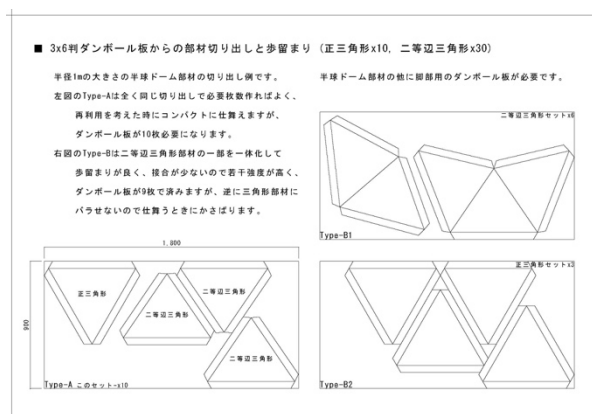 ■ 3x6判ダンボール板からの部材切り出しと歩留まり (正三角形x10, 二等辺三角形x30)
半径1mの大きさの半球ドーム部材の切り出し例です。
左図のType-Aは全く同じ切り出しで必要枚数作ればよく、
再利用を考えた時にコンパクトに仕舞えますが、
ダンボール板が10枚必要になります。
右図のType-Bは二等辺三角形部材の一部を一体化して
歩留まりが良く、接合が少ないので若干強度が高く、
ダンボール板が9枚で済みますが、逆に三角形部材に
バラせないので仕舞うときにかさばります。
半球ドーム部材の他に脚部用のダンボール板が必要です。
二等辺三角形セットx6
Type-B1
1,800
900
正三角形
二等辺三角形
二等辺三角形
二等辺三角形
Type-A このセット-x10
正三角形セットx3
Type-B2